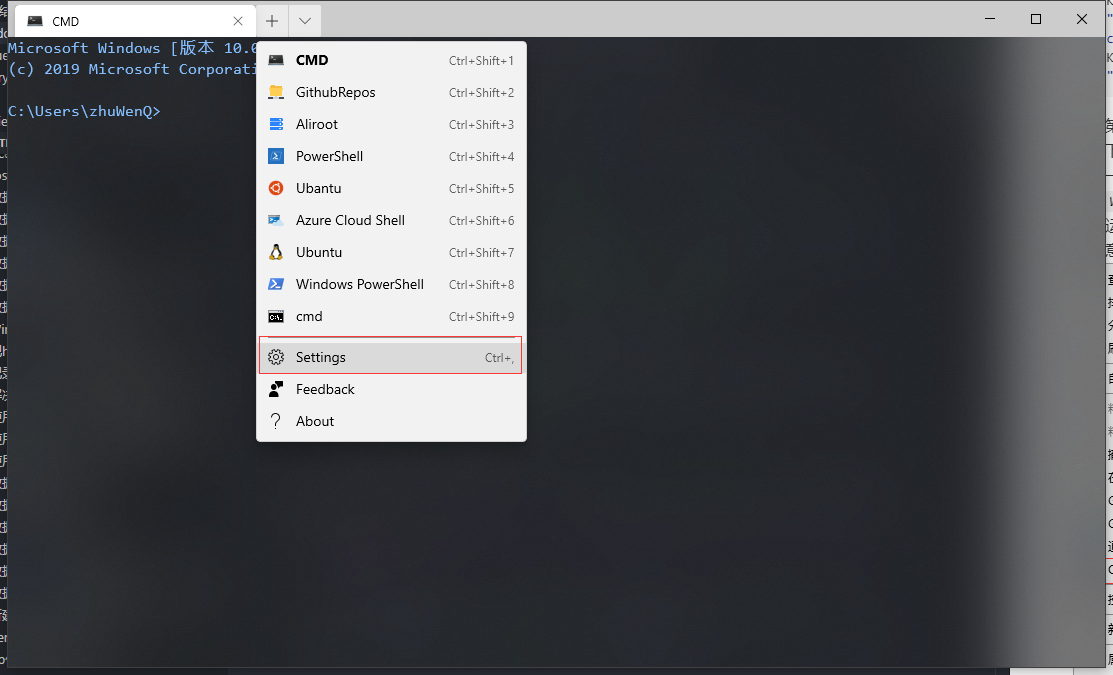 CMD
Microsoft Windows [版本 10.0
(c) 2019 Microsoft Corporati
C:\Users\zhuWenQ>
CMD Ctrl+Shift+1
GithubRepos Ctrl+Shift+2
Aliroot Ctrl+Shift+3
PowerShell Ctrl+Shift+4
Ubantu Ctrl+Shift+5
Azure Cloud Shell Ctrl+Shift+6
Ubuntu Ctrl+Shift+7
Windows PowerShell Ctrl+Shift+8
cmd Ctrl+Shift+9
Settings Ctrl+,
Feedback
About